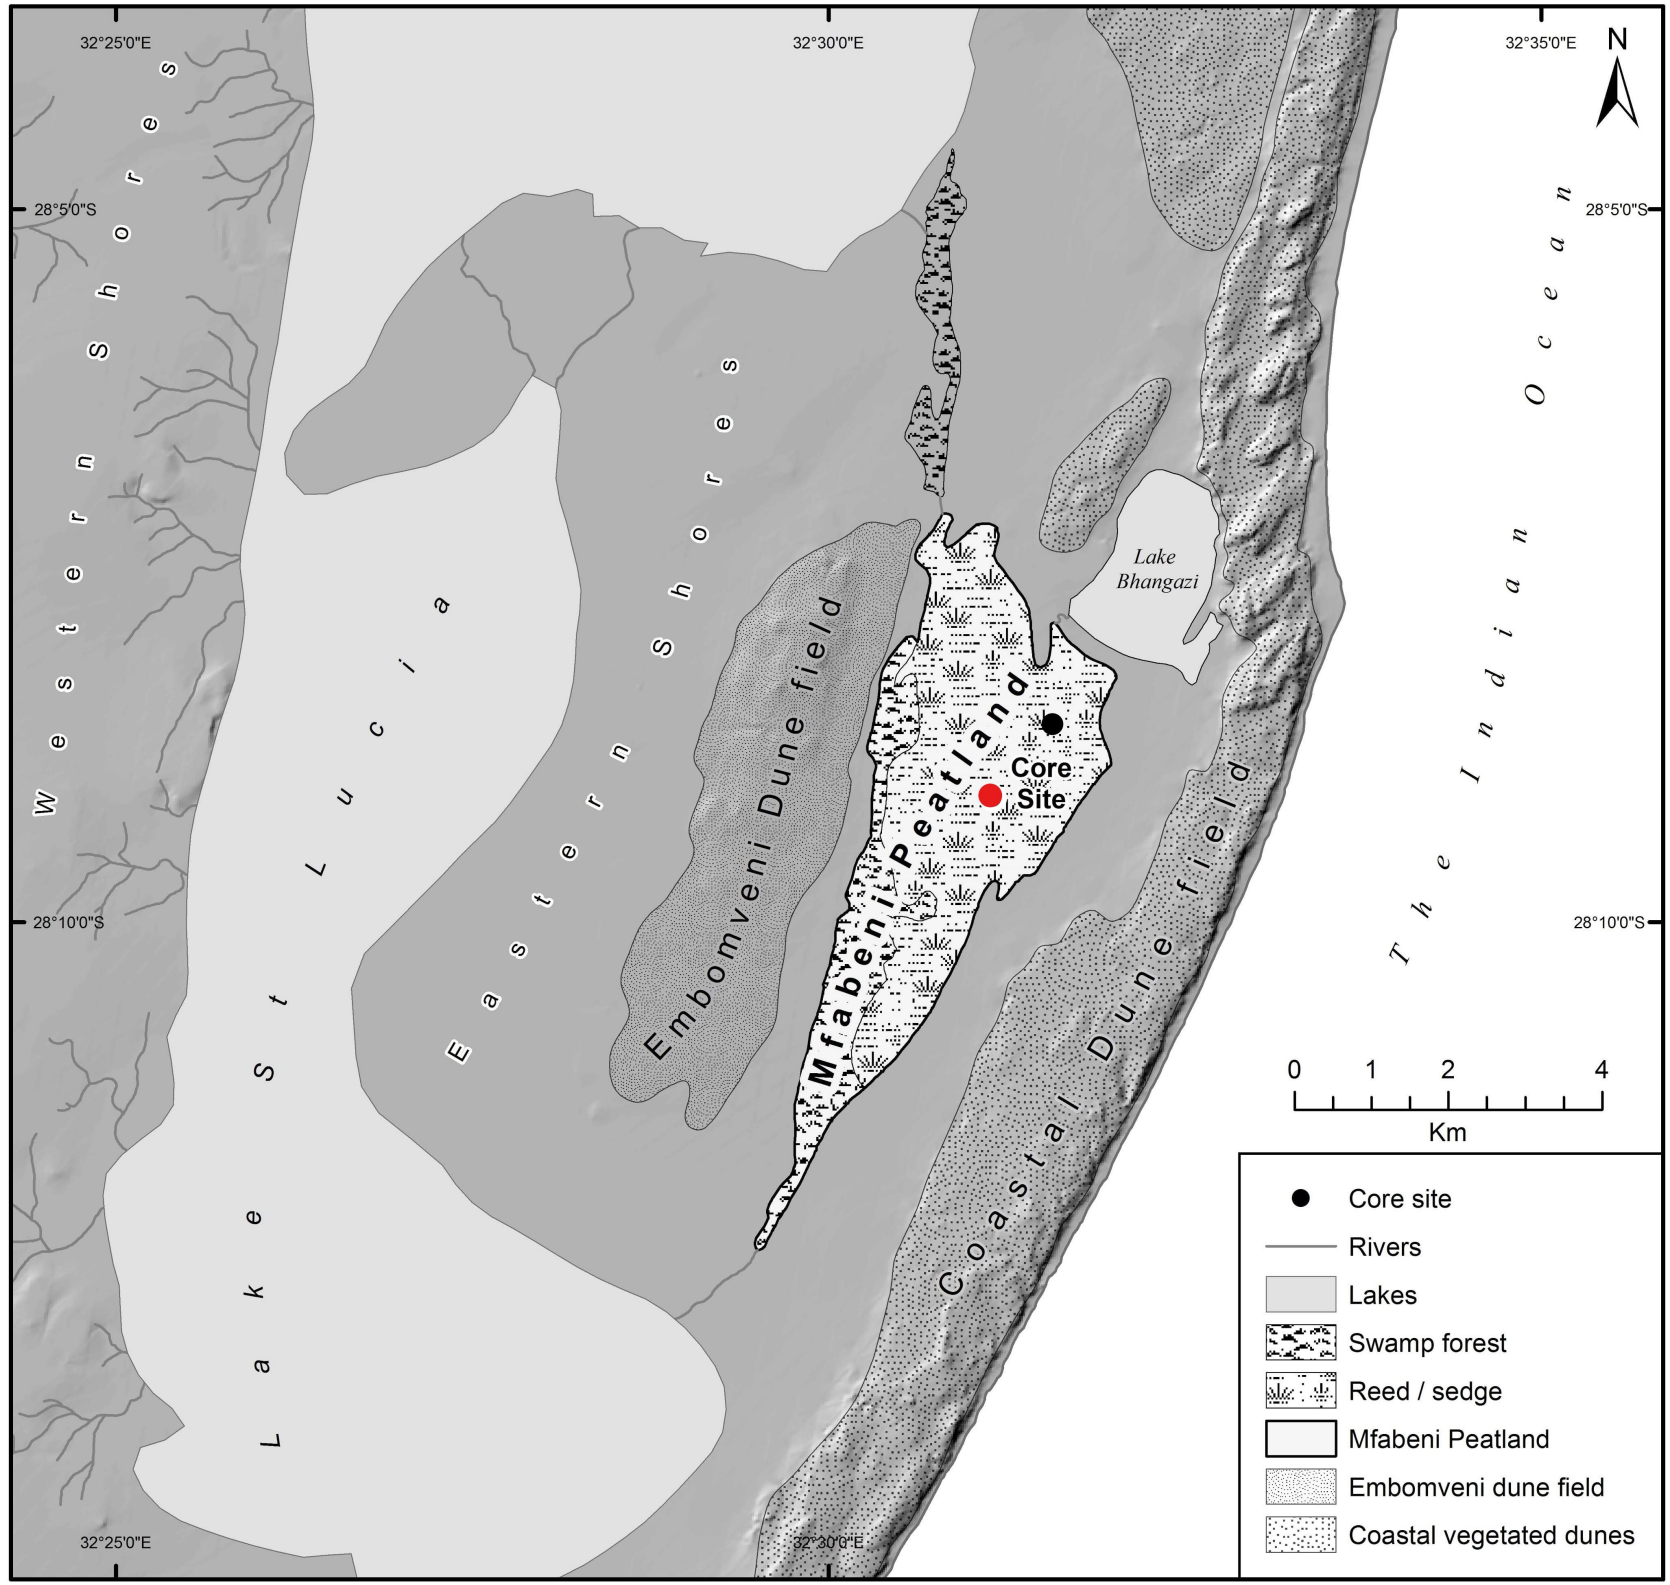 32°25'0"E
32°30'0"E
32°35'0"E
N
28°5'0"S
28°5'0"S
Western Shores
Lake St Lucia
Eastern Shores
Embomveni Dune field
Mfabeni Peatland
Lake
Bhangazi
Core
Site
Coastal Dune field
The Indian Ocean
28°10'0"S
28°10'0"S
0 1 2 4
Km
Core site
Rivers
Lakes
Swamp forest
Reed / sedge
Mfabeni Peatland
Embomveni dune field
Coastal vegetated dunes
32°25'0"E
32°30'0"E